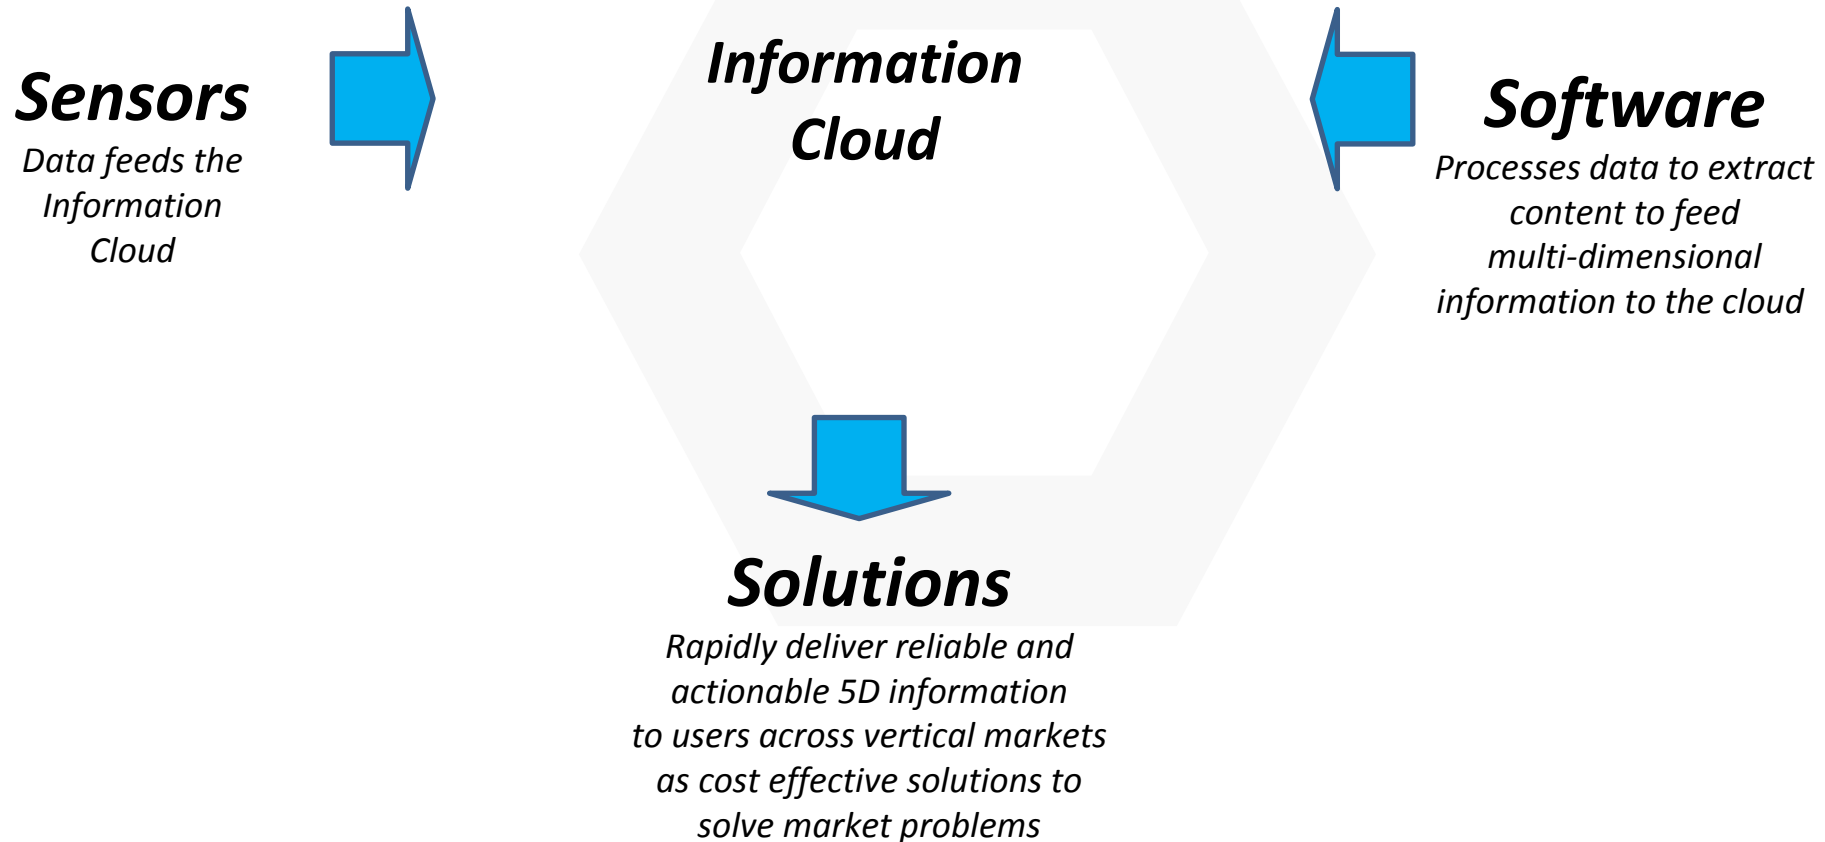 Sensors
Data feeds the
Information
Cloud
Information
Cloud
Software
Processes data to extract
content to feed
multi-dimensional
information to the cloud
Solutions
Rapidly deliver reliable and
actionable 5D information
to users across vertical markets
as cost effective solutions to
solve market problems